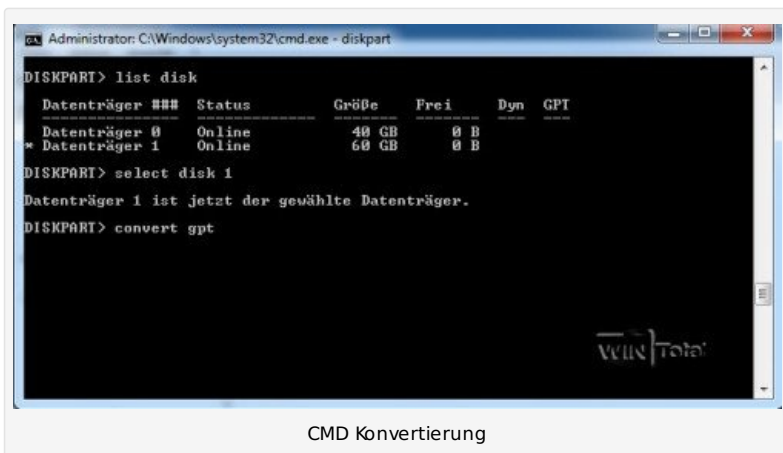 Administrator: C:\Windows\system32\cmd.exe - diskpart
DISKPART> list disk
Datenträger ### Status Größe Frei Dyn GPT
--------------- ------------- ------- ------- --- ---
Datenträger 0 Online 40 GB 0 B
* Datenträger 1 Online 60 GB 0 B
DISKPART> select disk 1
Datenträger 1 ist jetzt der gewählte Datenträger.
DISKPART> convert gpt
WIN Total
CMD Konvertierung